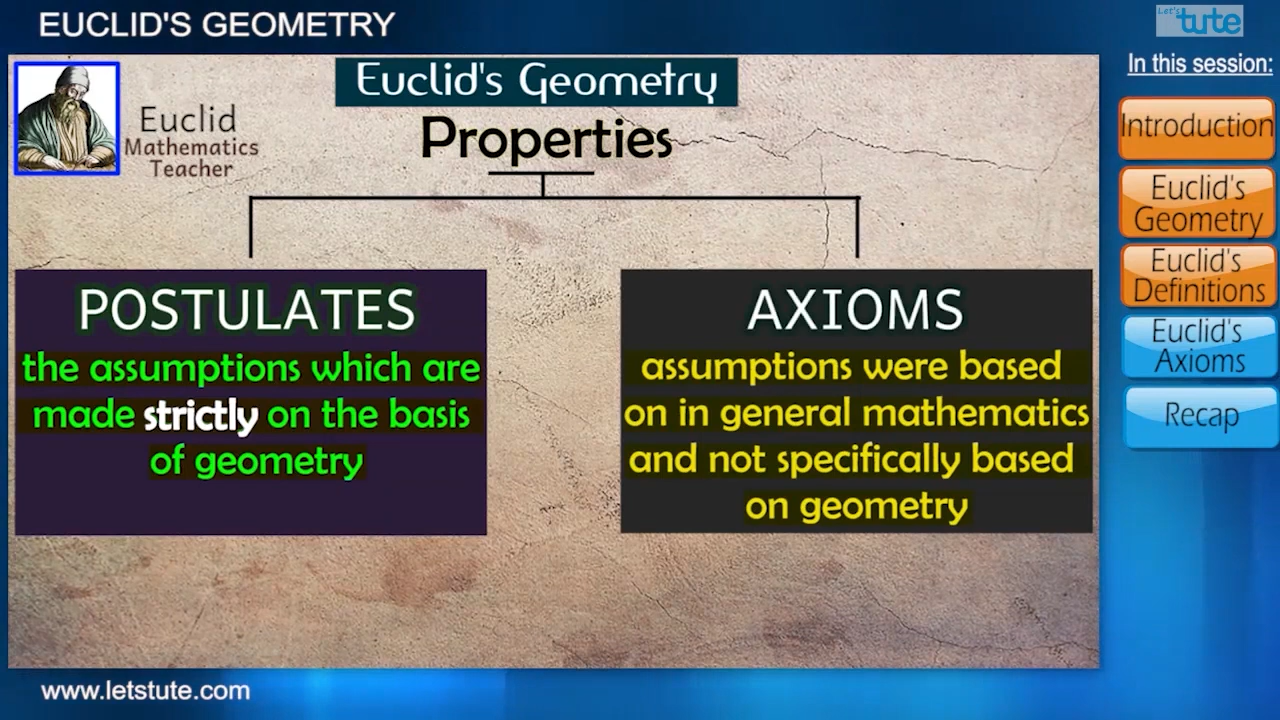 EUCLID'S GEOMETRY
Let's
tute
In this session:
Euclid's Geometry
Properties
Euclid
Mathematics
Teacher
POSTULATES
the assumptions which are
made strictly on the basis
of geometry
AXIOMS
assumptions were based
on in general mathematics
and not specifically based
on geometry
Introduction
Euclid's
Geometry
Euclid's
Definitions
Euclid's
Axioms
Recap
www.letstute.com